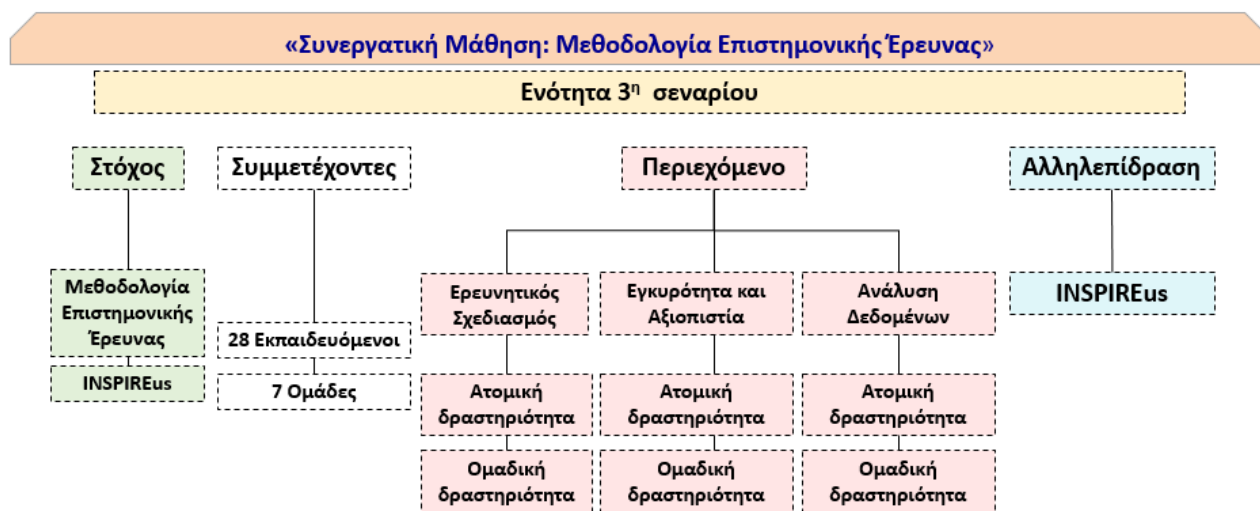 «Συνεργατική Μάθηση: Μεθοδολογία Επιστημονικής Έρευνας»
Ενότητα 3η σεναρίου
Στόχος
Συμμετέχοντες
Περιεχόμενο
Αλληλεπίδραση
Μεθοδολογία
Επιστημονικής
Έρευνας
INSPIREus
28 Εκπαιδευόμενοι
7 Ομάδες
Ερευνητικός
Σχεδιασμός
Ατομική
δραστηριότητα
Ομαδική
δραστηριότητα
Εγκυρότητα και
Αξιοπιστία
Ατομική
δραστηριότητα
Ομαδική
δραστηριότητα
Ανάλυση
Δεδομένων
Ατομική
δραστηριότητα
Ομαδική
δραστηριότητα
INSPIREus